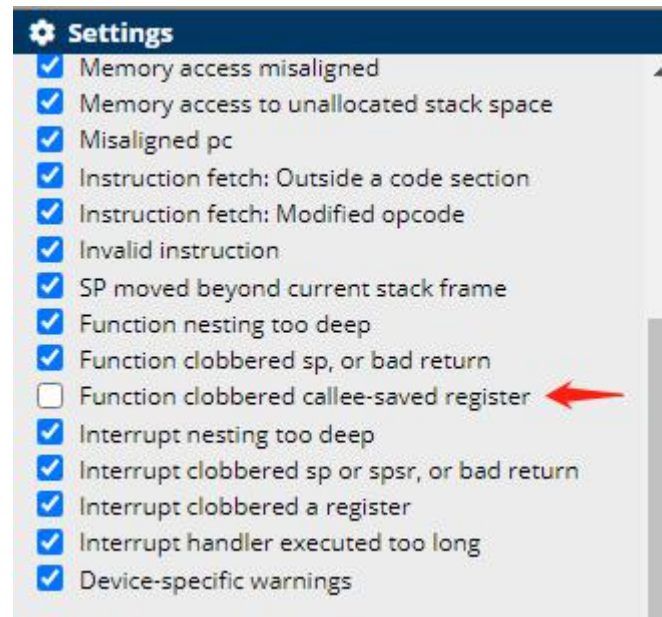 Settings
Memory access misaligned
Memory access to unallocated stack space
Misaligned pc
Instruction fetch: Outside a code section
Instruction fetch: Modified opcode
Invalid instruction
SP moved beyond current stack frame
Function nesting too deep
Function clobbered sp, or bad return
Function clobbered callee-saved register
Interrupt nesting too deep
Interrupt clobbered sp or spsr, or bad return
Interrupt clobbered a register
Interrupt handler executed too long
Device-specific warnings